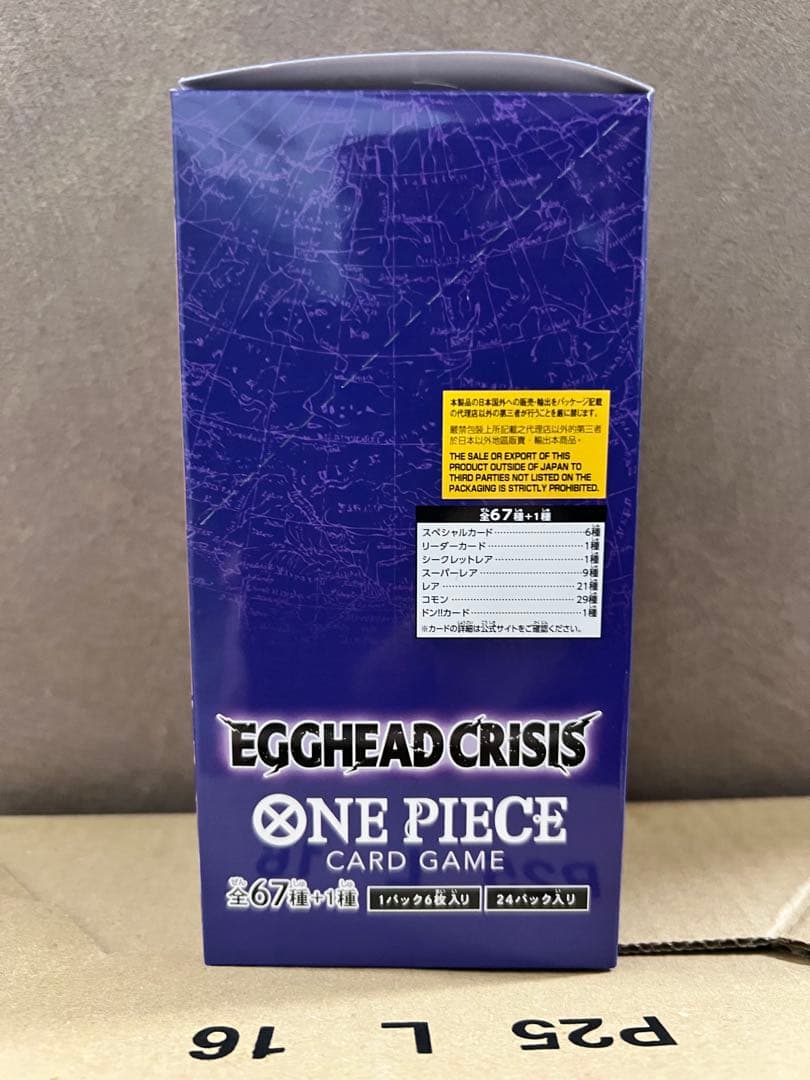 本製品の日本国外への販売・輸出をパッケージ記載
の代理店以外の第三者が行うことを厳に禁じます。
嚴禁包裝上所記載之代理店以外的第三者
於日本以外地區販賣、輸出本商品。
THE SALE OR EXPORT OF THIS
PRODUCT OUTSIDE OF JAPAN TO
THIRD PARTIES NOT LISTED ON THE
PACKAGING IS STRICTLY PROHIBITED.
全67種+1種
スペシャルカード 6種
リーダーカード 1種
シークレットレア 1種
スーパーレア 9種
レア 21種
コモン 29種
ドン!!カード 1種
※カードの詳細は公式サイトをご確認ください。
EGGHEAD CRISIS
ONE PIECE
CARD GAME
全67種+1種 1パック6枚入り 24パック入り
P25 L 16